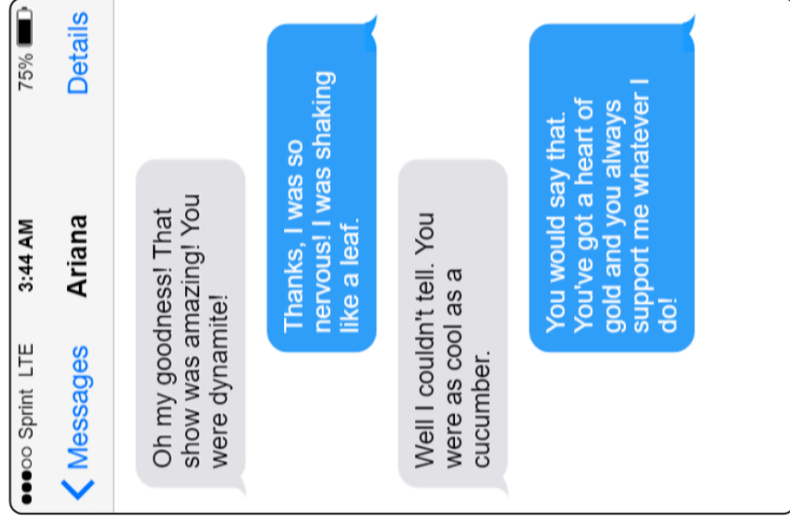 ●●●oo Sprint LTE 3:44 AM 75%
Messages Ariana Details
Oh my goodness! That
show was amazing! You
were dynamite!
Thanks, I was so
nervous! I was shaking
like a leaf.
Well I couldn't tell. You
were as cool as a
cucumber.
You would say that.
You've got a heart of
gold and you always
support me whatever I
do!